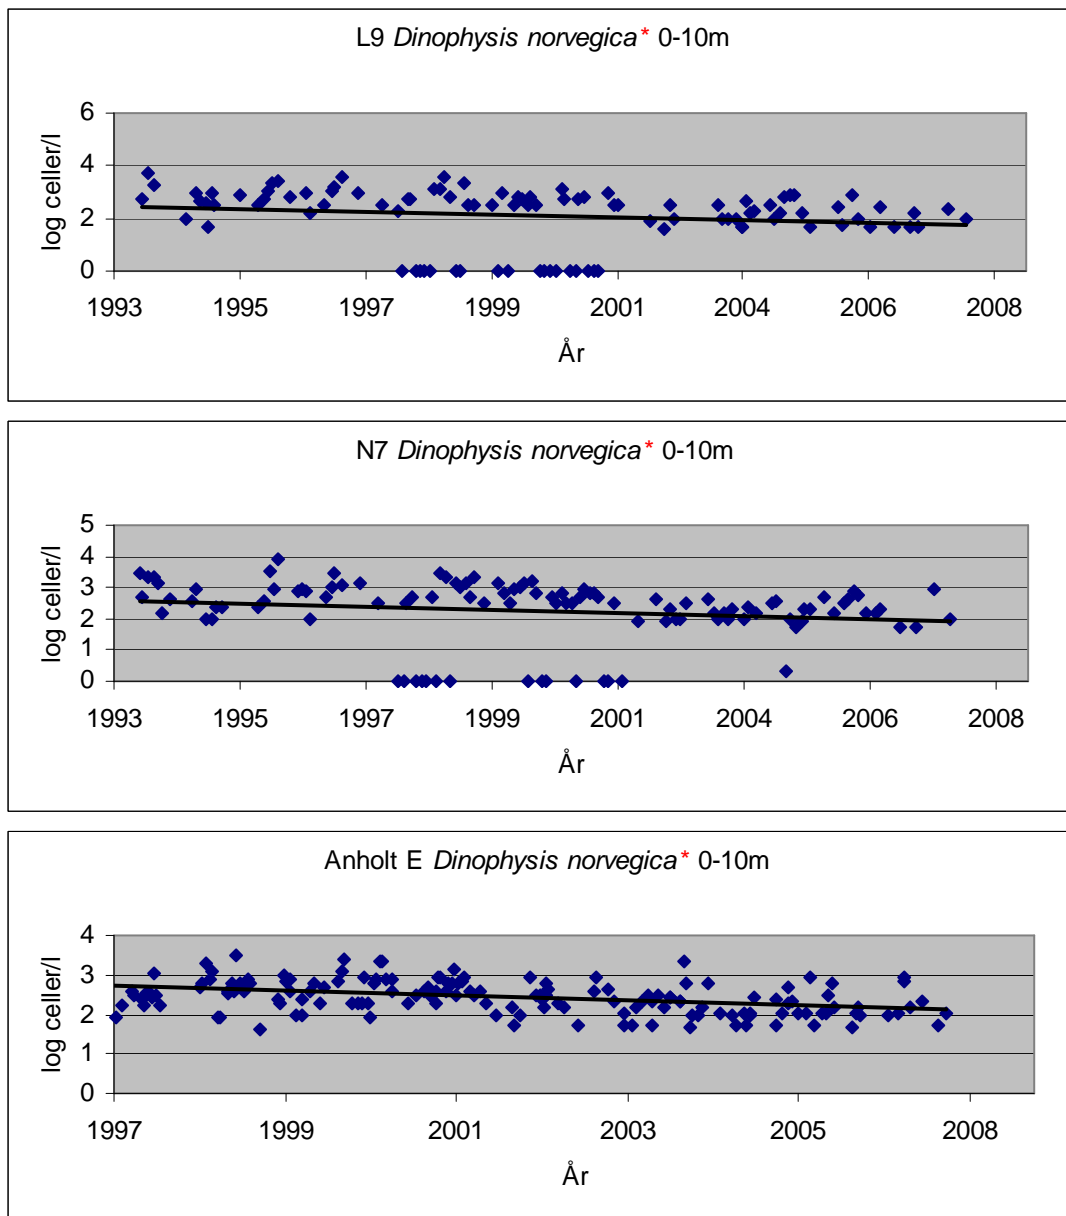 L9 Dinophysis norvegica* 0-10m
6
4
2
0
log celler/l
1993 1995 1997 1999 2001 2004 2006 2008
År
N7 Dinophysis norvegica* 0-10m
5
4
3
2
1
0
log celler/l
1993 1995 1997 1999 2001 2004 2006 2008
År
Anholt E Dinophysis norvegica* 0-10m
4
3
2
1
0
log celler/l
1997 1999 2001 2003 2005 2008
År